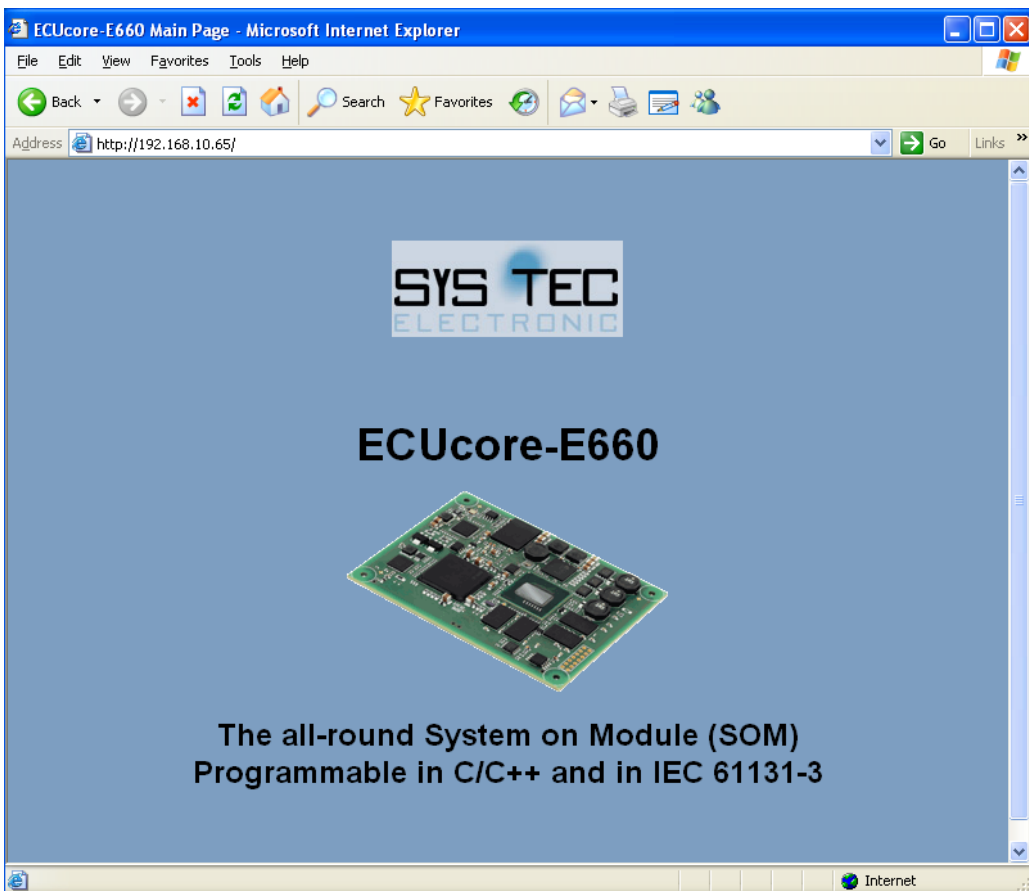 ECUcore-E660 Main Page - Microsoft Internet Explorer
File Edit View Favorites Tools Help
Back Search Favorites
Address http://192.168.10.65/ Go Links »
SYS TEC
ELECTRONIC
ECUcore-E660
The all-round System on Module (SOM)
Programmable in C/C++ and in IEC 61131-3
Internet